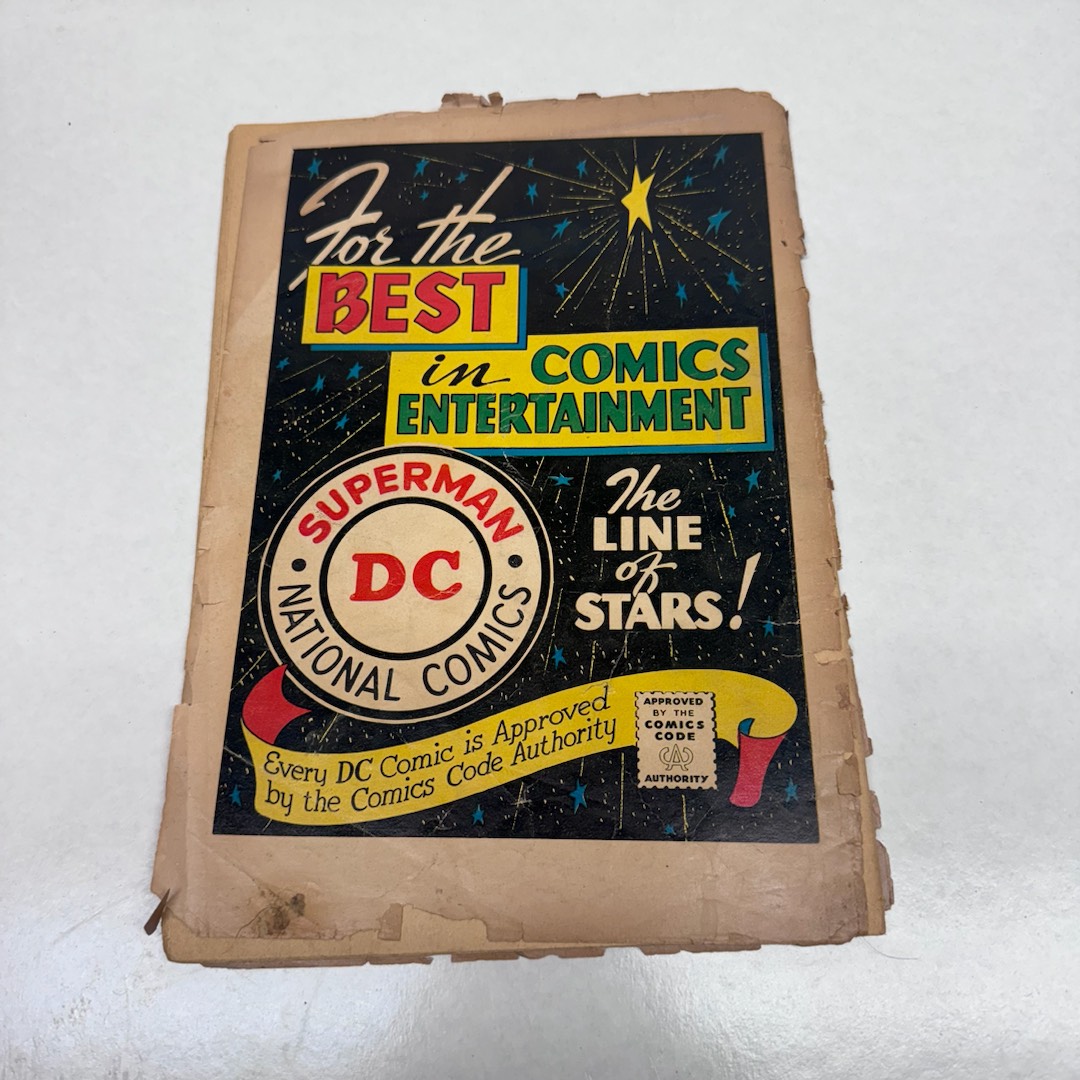 For the
BEST
in COMICS
ENTERTAINMENT
SUPERMAN
DC
NATIONAL COMICS
The
LINE
of
STARS!
Every DC Comic is Approved
by the Comics Code Authority
APPROVED
BY THE
COMICS
CODE
CA
AUTHORITY